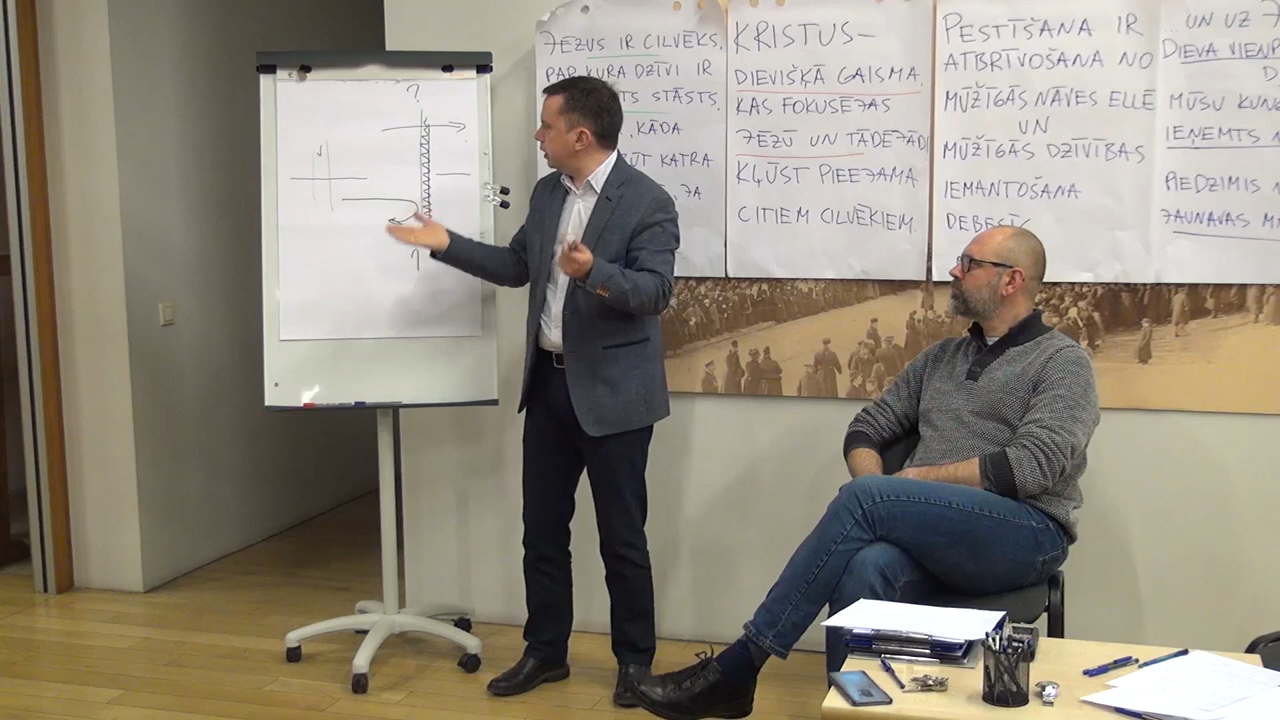 ?
?
JĒZUS IR CILVĒKS,
PAR KURA DZĪVI IR
STĀSTS,
KĀDA
KATRA
KRISTUS—
DIEVIŠĶĀ GAISMA,
KAS FOKUSĒJAS
JĒZŪ UN TĀDĒJĀDI
KĻŪST PIEEJAMA
CITIEM CILVĒKIEM.
PESTĪŠANA IR
ATBRĪVOŠANA NO
MŪŽĪGĀS NĀVES ELLĒ
UN
MŪŽĪGĀS DZĪVĪBAS
IEMANTOŠANA
DEBESĪS
...UN UZ
DIEVA
MŪSU
IEŅEMTS
PIEDZIMIS
JAUNAVAS